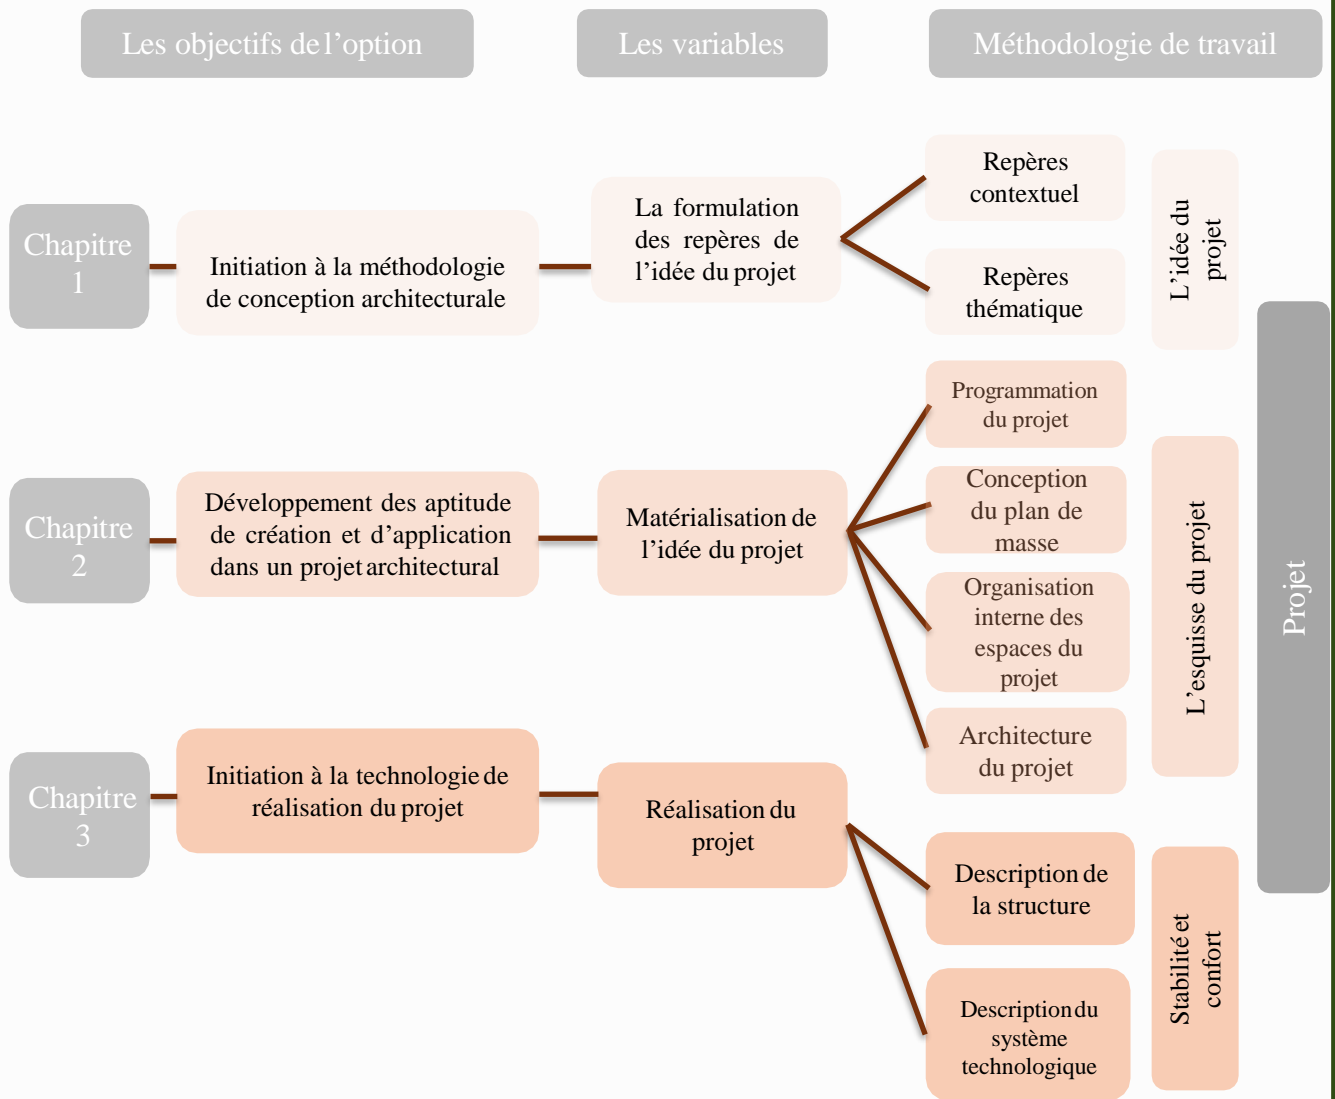 Les objectifs de l’option
Les variables
Méthodologie de travail
Chapitre
1
Initiation à la méthodologie
de conception architecturale
La formulation
des repères de
l’idée du projet
Repères
contextuel
Repères
thématique
L’idée du
projet
Chapitre
2
Développement des aptitude
de création et d’application
dans un projet architectural
Matérialisation de
l’idée du projet
Programmation
du projet
Conception
du plan de
masse
Organisation
interne des
espaces du
projet
Architecture
du projet
L’esquisse du projet
Chapitre
3
Initiation à la technologie de
réalisation du projet
Réalisation du
projet
Description de
la structure
Description du
système
technologique
Stabilité et
confort
Projet